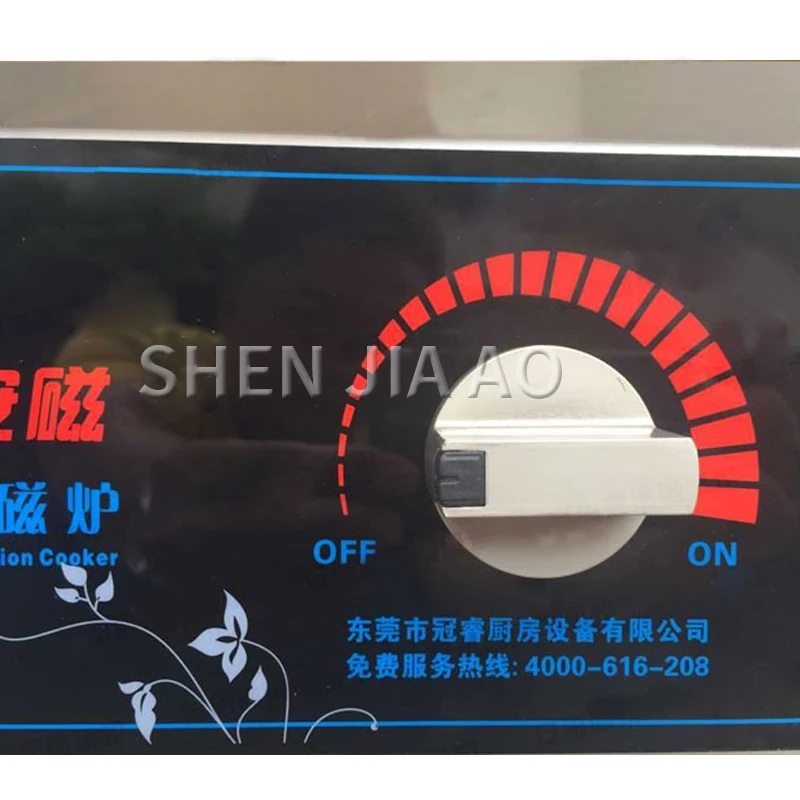 SHEN JIA AO
磁
磁炉
tion Cooker
OFF
ON
东莞市冠睿厨房设备有限公司
免费服务热线: 4000-616-208